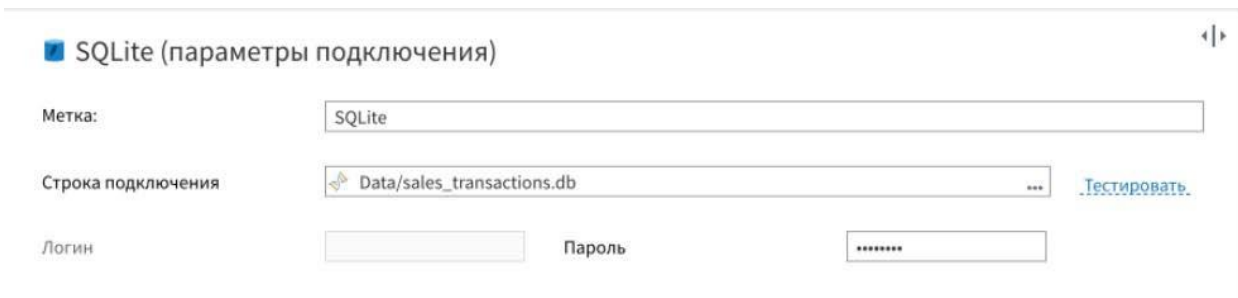 SQLite (параметры подключения)
Метка: SQLite
Строка подключения Data/sales_transactions.db ... Тестировать
Логин Пароль ••••••••